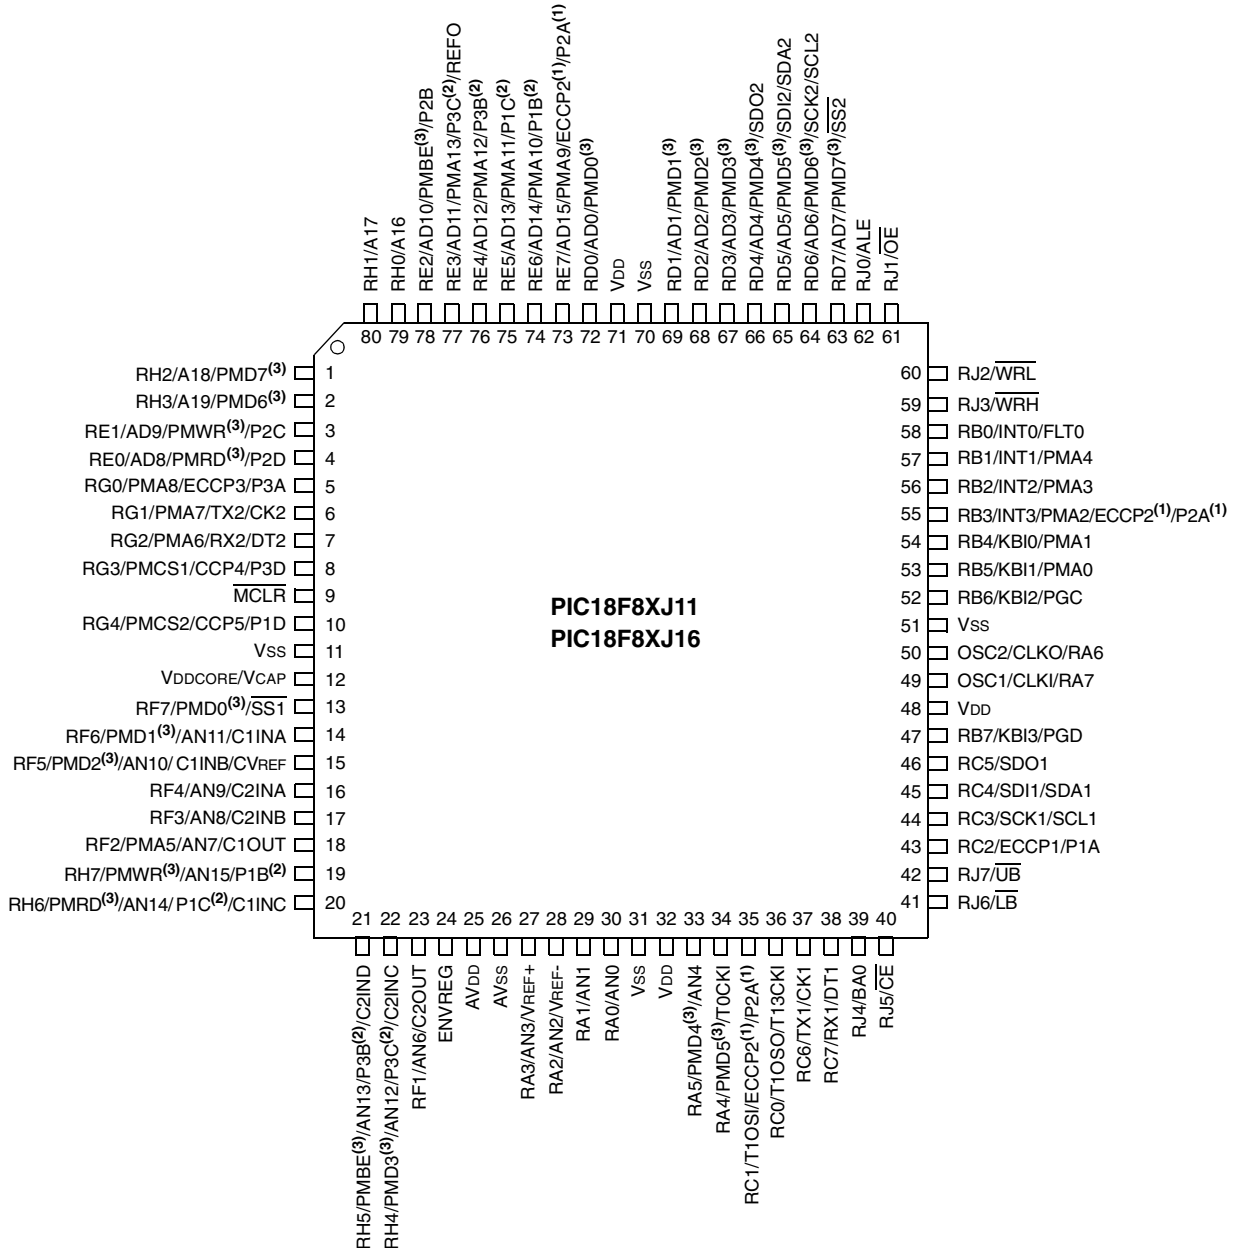 RH1/A17
RH0/A16
RE2/AD10/PMBE(3)/P2B
RE3/AD11/PMA13/P3C(2)/REFO
RE4/AD12/PMA12/P3B(2)
RE5/AD13/PMA11/P1C(2)
RE6/AD14/PMA10/P1B(2)
RE7/AD15/PMA9/ECCP2(1)/P2A(1)
RD0/AD0/PMD0(3)
VDD
VSS
RD1/AD1/PMD1(3)
RD2/AD2/PMD2(3)
RD3/AD3/PMD3(3)
RD4/AD4/PMD4(3)/SDO2
RD5/AD5/PMD5(3)/SDI2/SDA2
RD6/AD6/PMD6(3)/SCK2/SCL2
RD7/AD7/PMD7(3)/SS2
RJ0/ALE
RJ1/OE
80 79 78 77 76 75 74 73 72 71 70 69 68 67 66 65 64 63 62 61
RH2/A18/PMD7(3) 1
RH3/A19/PMD6(3) 2
RE1/AD9/PMWR(3)/P2C 3
RE0/AD8/PMRD(3)/P2D 4
RG0/PMA8/ECCP3/P3A 5
RG1/PMA7/TX2/CK2 6
RG2/PMA6/RX2/DT2 7
RG3/PMCS1/CCP4/P3D 8
MCLR 9
RG4/PMCS2/CCP5/P1D 10
VSS 11
VDDCORE/VCAP 12
RF7/PMD0(3)/SS1 13
RF6/PMD1(3)/AN11/C1INA 14
RF5/PMD2(3)/AN10/ C1INB/CVREF 15
RF4/AN9/C2INA 16
RF3/AN8/C2INB 17
RF2/PMA5/AN7/C1OUT 18
RH7/PMWR(3)/AN15/P1B(2) 19
RH6/PMRD(3)/AN14/ P1C(2)/C1INC 20
PIC18F8XJ11
PIC18F8XJ16
60 RJ2/WRL
59 RJ3/WRH
58 RB0/INT0/FLT0
57 RB1/INT1/PMA4
56 RB2/INT2/PMA3
55 RB3/INT3/PMA2/ECCP2(1)/P2A(1)
54 RB4/KBI0/PMA1
53 RB5/KBI1/PMA0
52 RB6/KBI2/PGC
51 VSS
50 OSC2/CLKO/RA6
49 OSC1/CLKI/RA7
48 VDD
47 RB7/KBI3/PGD
46 RC5/SDO1
45 RC4/SDI1/SDA1
44 RC3/SCK1/SCL1
43 RC2/ECCP1/P1A
42 RJ7/UB
41 RJ6/LB
21 22 23 24 25 26 27 28 29 30 31 32 33 34 35 36 37 38 39 40
RH5/PMBE(3)/AN13/P3B(2)/C2IND
RH4/PMD3(3)/AN12/P3C(2)/C2INC
RF1/AN6/C2OUT
ENVREG
AVDD
AVSS
RA3/AN3/VREF+
RA2/AN2/VREF-
RA1/AN1
RA0/AN0
VSS
VDD
RA5/PMD4(3)/AN4
RA4/PMD5(3)/T0CKI
RC1/T1OSI/ECCP2(1)/P2A(1)
RC0/T1OSO/T13CKI
RC6/TX1/CK1
RC7/RX1/DT1
RJ4/BA0
RJ5/CE